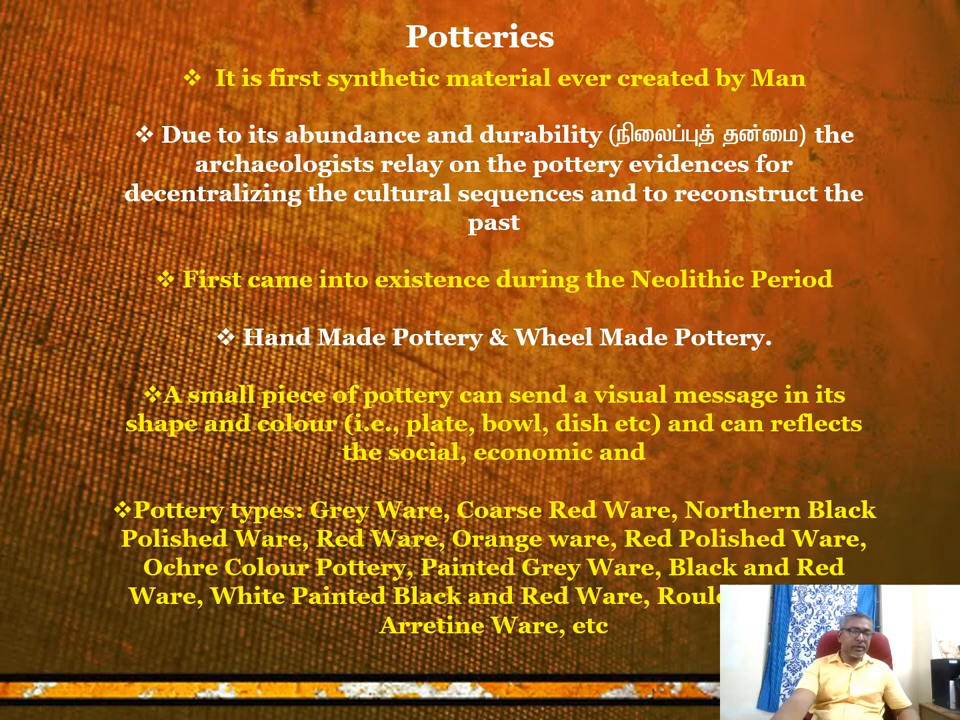 Potteries
❖ It is first synthetic material ever created by Man
❖ Due to its abundance and durability (நிலைப்புத் தன்மை) the
archaeologists relay on the pottery evidences for
decentralizing the cultural sequences and to reconstruct the
past
❖ First came into existence during the Neolithic Period
❖ Hand Made Pottery & Wheel Made Pottery.
❖A small piece of pottery can send a visual message in its
shape and colour (i.e., plate, bowl, dish etc) and can reflects
the social, economic and
❖Pottery types: Grey Ware, Coarse Red Ware, Northern Black
Polished Ware, Red Ware, Orange ware, Red Polished Ware,
Ochre Colour Pottery, Painted Grey Ware, Black and Red
Ware, White Painted Black and Red Ware,
Arretine Ware, etc